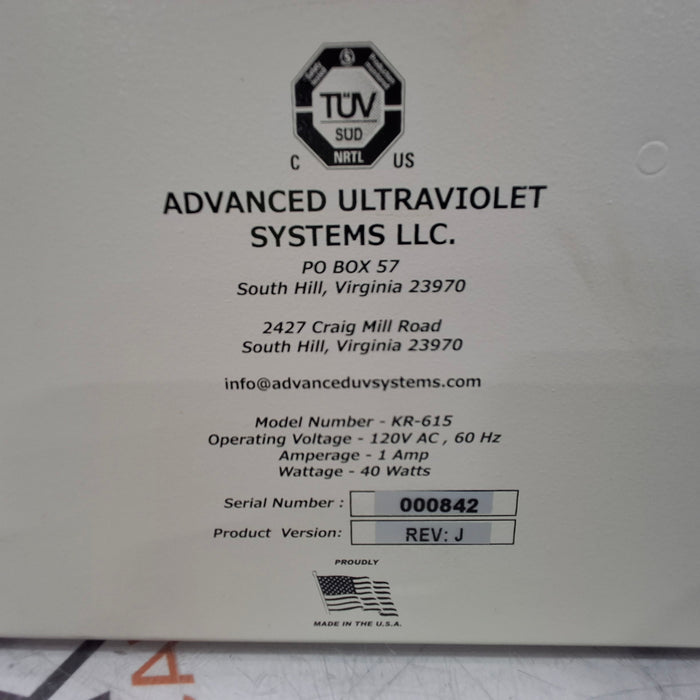 TÜV
SÜD
NRTL
C US
ADVANCED ULTRAVIOLET
SYSTEMS LLC.
PO BOX 57
South Hill, Virginia 23970
2427 Craig Mill Road
South Hill, Virginia 23970
info@advanceduvsystems.com
Model Number - KR-615
Operating Voltage - 120V AC , 60 Hz
Amperage - 1 Amp
Wattage - 40 Watts
Serial Number : 000842
Product Version: REV: J
PROUDLY
MADE IN THE U.S.A.